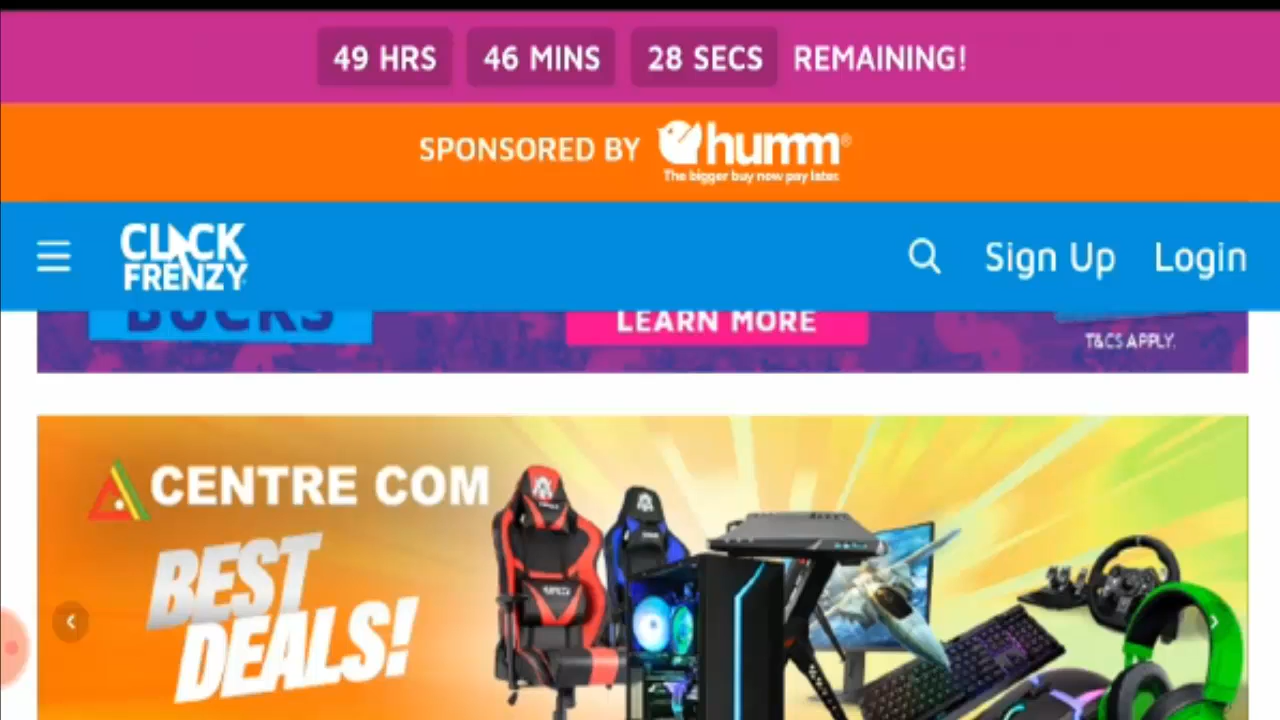 49 HRS 46 MINS 28 SECS REMAINING!
SPONSORED BY humm®
The bigger buy now pay later.
CLICK
FRENZY
Sign Up Login
BUCKS
LEARN MORE
T&CS APPLY.
CENTRE COM
BEST
DEALS!